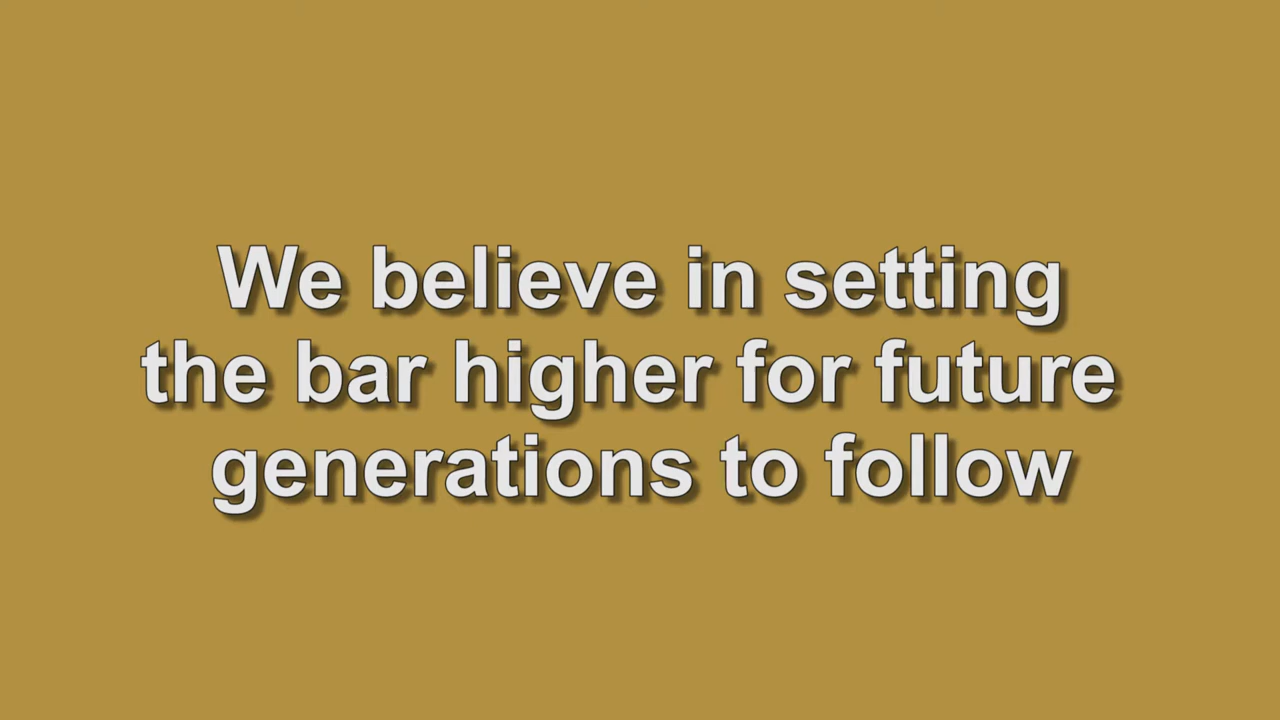 We believe in setting
the bar higher for future
generations to follow